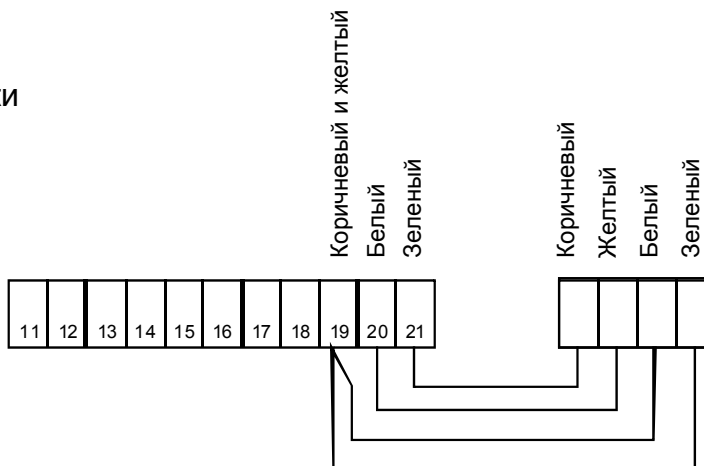 ки
Коричневый и желтый
Белый
Зеленый
Коричневый
Желтый
Белый
Зеленый
11 12 13 14 15 16 17 18 19 20 21